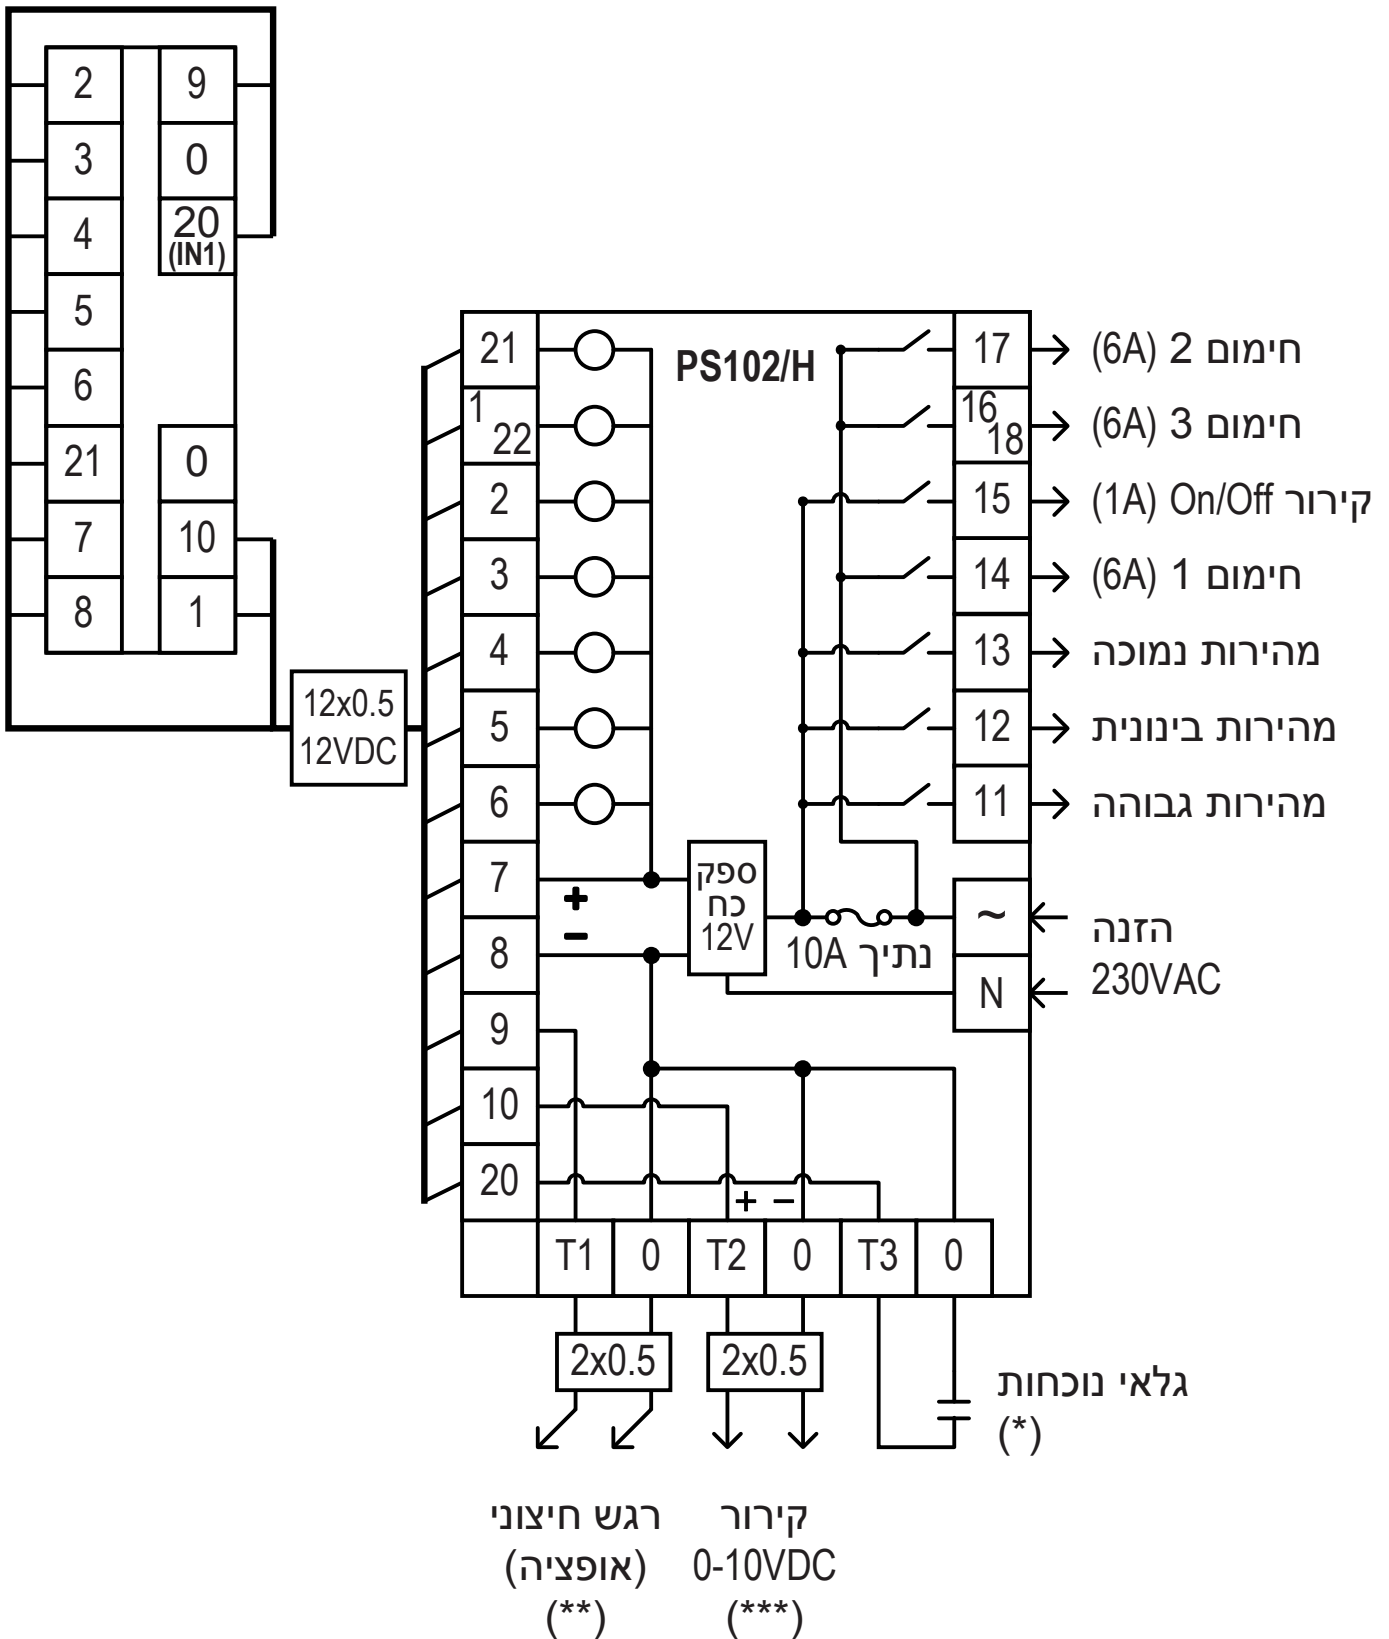 2
9
3
0
4
20
(IN1)
5
6
21
0
7
10
8
1
12x0.5
12VDC
PS102/H
21
1
22
2
3
4
5
6
7
8
9
10
20
+
−
ספק
כח
12V
נתיך 10A
17
חימום 2 (6A)
16
18
חימום 3 (6A)
15
קירור On/Off (1A)
14
חימום 1 (6A)
13
מהירות נמוכה
12
מהירות בינונית
11
מהירות גבוהה
~
N
הזנה
230VAC
+ −
T1
0
T2
0
T3
0
2x0.5
2x0.5
גלאי נוכחות
(*)
רגש חיצוני
(אופציה)
(**)
קירור
0-10VDC
(***)